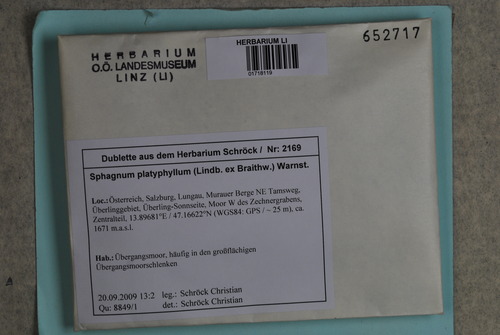 HERBARIUM
O.Ö. LANDESMUSEUM
LINZ (LI)
HERBARIUM LI
01718119
652717
Dublette aus dem Herbarium Schröck / Nr: 2169
Sphagnum platyphyllum (Lindb. ex Braithw.) Warnst.
Loc.:Österreich, Salzburg, Lungau, Murauer Berge NE Tamsweg,
Überlinggebiet, Überling-Sonnseite, Moor W des Zechnergrabens,
Zentralteil, 13.89681°E / 47.16622°N (WGS84: GPS / ~ 25 m), ca.
1671 m.a.s.l.
Hab.:Übergangsmoor, häufig in den großflächigen
Übergangsmoorschlenken
20.09.2009 13:2 leg.: Schröck Christian
Qu: 8849/1 det.: Schröck Christian